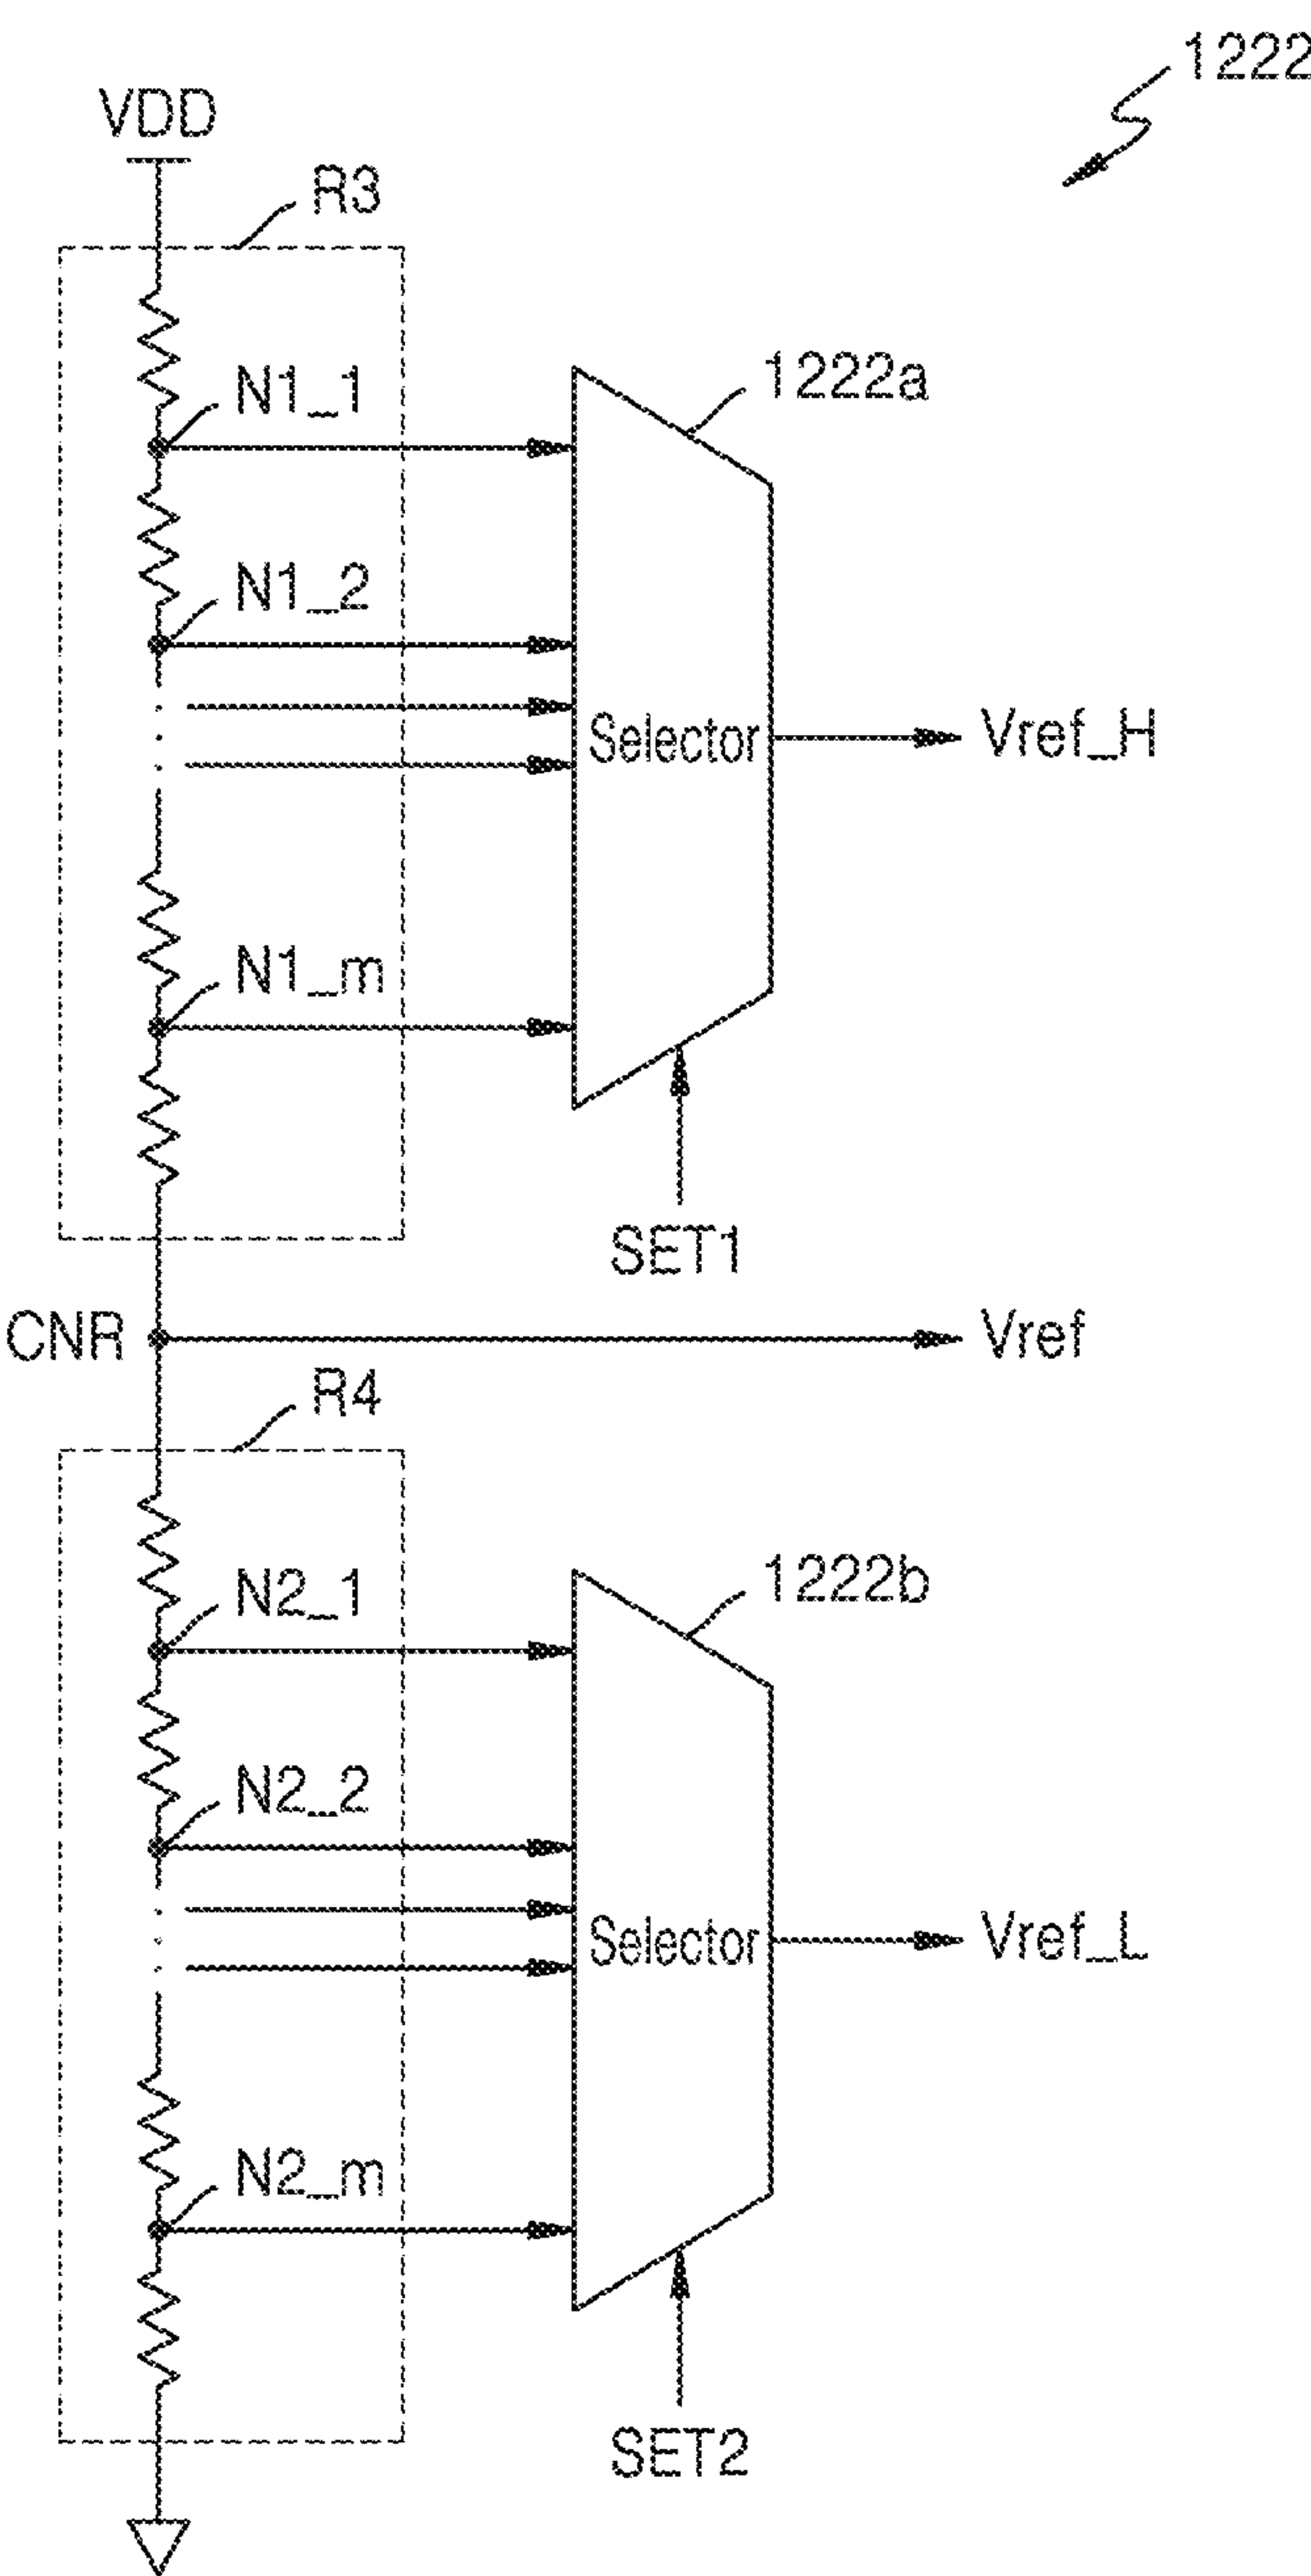 1222
VDD
R3
N1_1
1222a
N1_2
Selector
Vref_H
N1_m
SET1
CNR
Vref
R4
N2_1
1222b
N2_2
Selector
Vref_L
N2_m
SET2